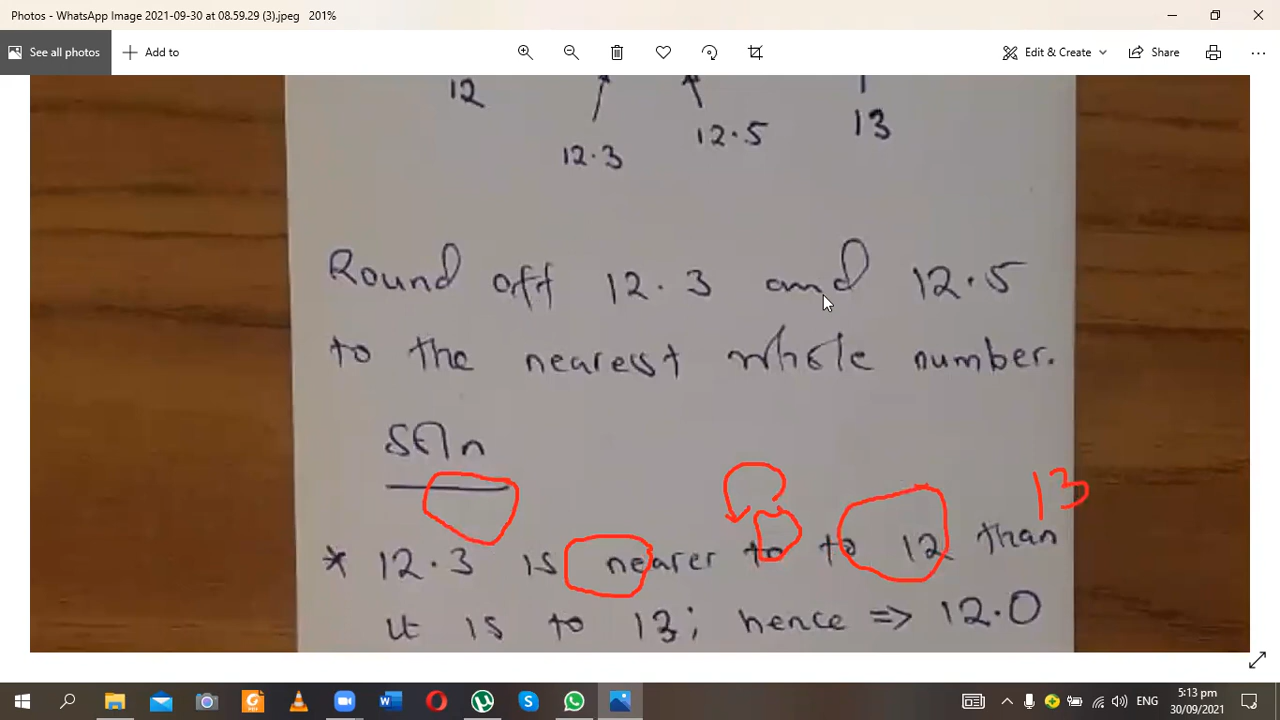 Photos - WhatsApp Image 2021-09-30 at 08.59.29 (3).jpeg 201%
See all photos
Add to
Edit & Create
Share
12
12.3
12.5
13
Round off 12.3 and 12.5
to the nearest whole number.
Soln
13
* 12.3 is nearer to to 12 than
it is to 13; hence => 12.0
ENG
5:13 pm
30/09/2021